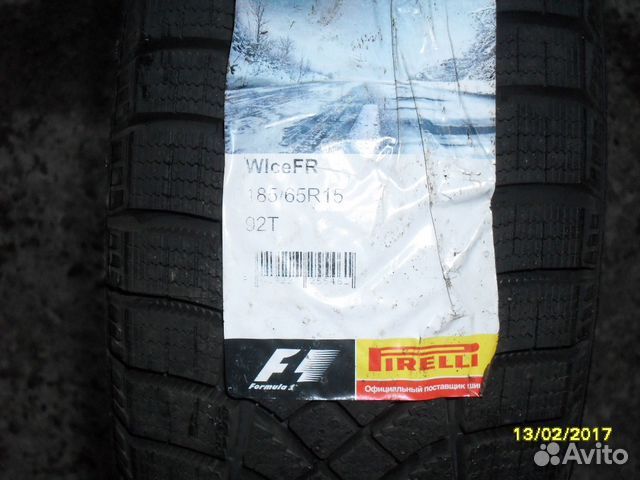 WIceFR
185/65R15
92T
F1
Formula 1
PIRELLI
Официальный поставщик шин
13/02/2017
Avito